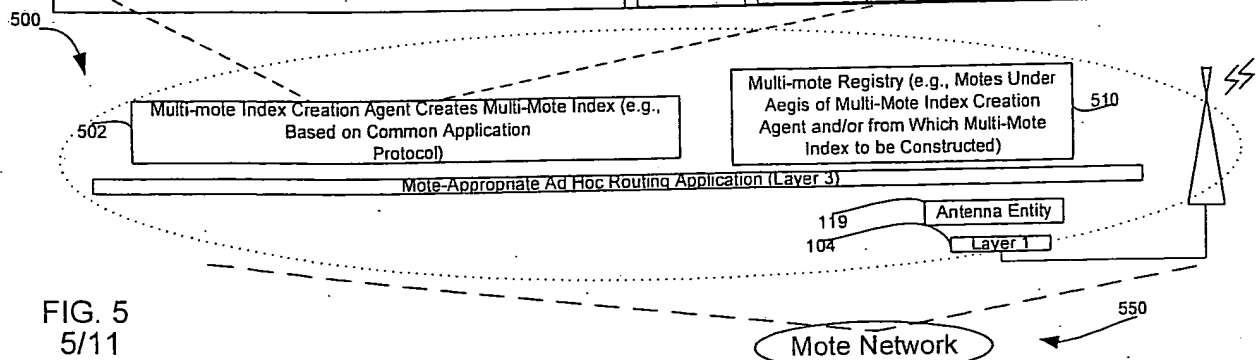 500
Multi-mote Index Creation Agent Creates Multi-Mote Index (e.g.,
Based on Common Application
Protocol)
502
Multi-mote Registry (e.g., Motes Under
Aegis of Multi-Mote Index Creation
Agent and/or from Which Multi-Mote
Index to be Constructed)
510
Mote-Appropriate Ad Hoc Routing Application (Layer 3)
119
Antenna Entity
104
Layer 1
FIG. 5
5/11
550
Mote Network